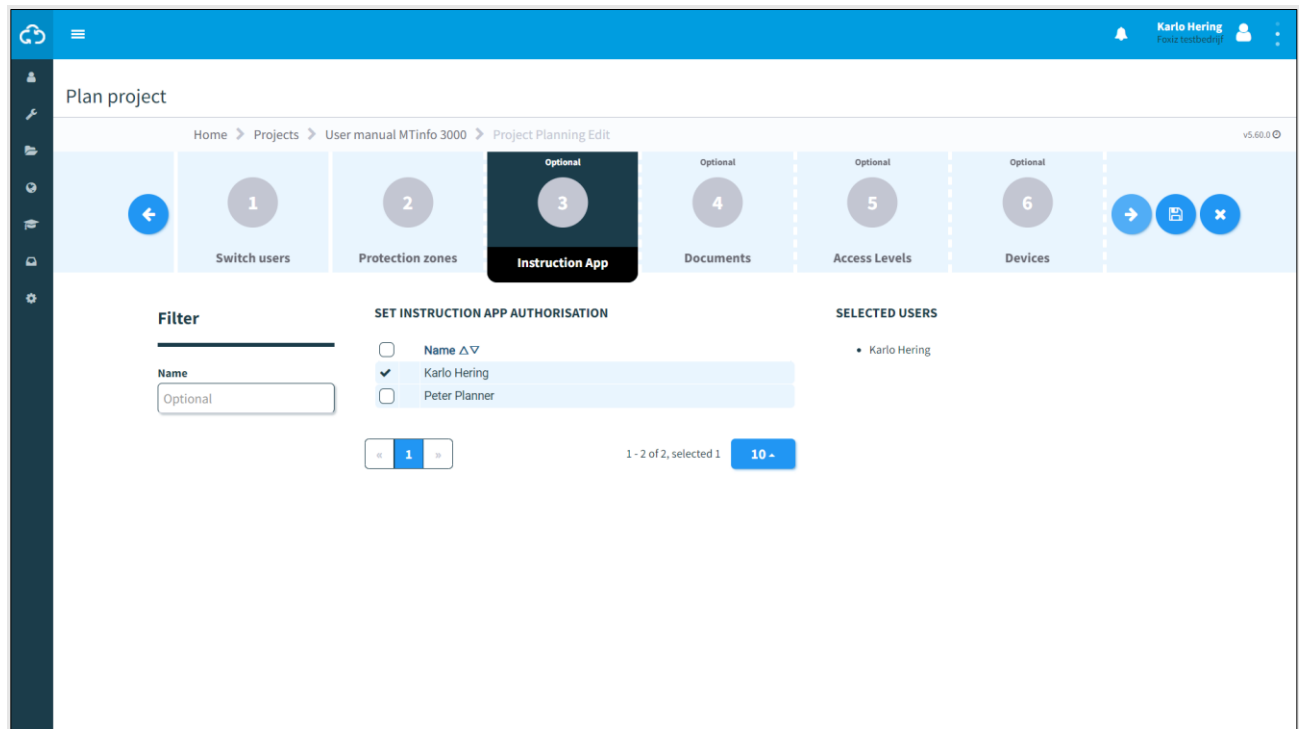 Karlo Hering
Foxiz testbedrijf
Plan project
Home Projects User manual MTinfo 3000 Project Planning Edit
v5.60.0
Optional Optional Optional Optional
1 2 3 4 5 6
Switch users Protection zones Instruction App Documents Access Levels Devices
Filter
Name
Optional
SET INSTRUCTION APP AUTHORISATION
Name △▽
Karlo Hering
Peter Planner
« 1 »
1 - 2 of 2, selected 1
10
SELECTED USERS
• Karlo Hering